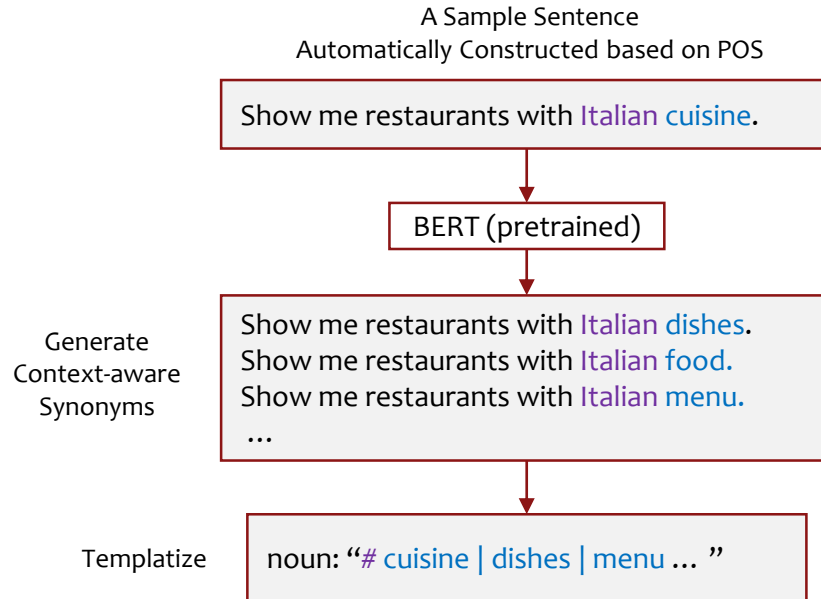 A Sample Sentence
Automatically Constructed based on POS
Show me restaurants with Italian cuisine.
BERT (pretrained)
Generate
Context-aware
Synonyms
Show me restaurants with Italian dishes.
Show me restaurants with Italian food.
Show me restaurants with Italian menu.
...
Templatize
noun: “# cuisine | dishes | menu ... ”